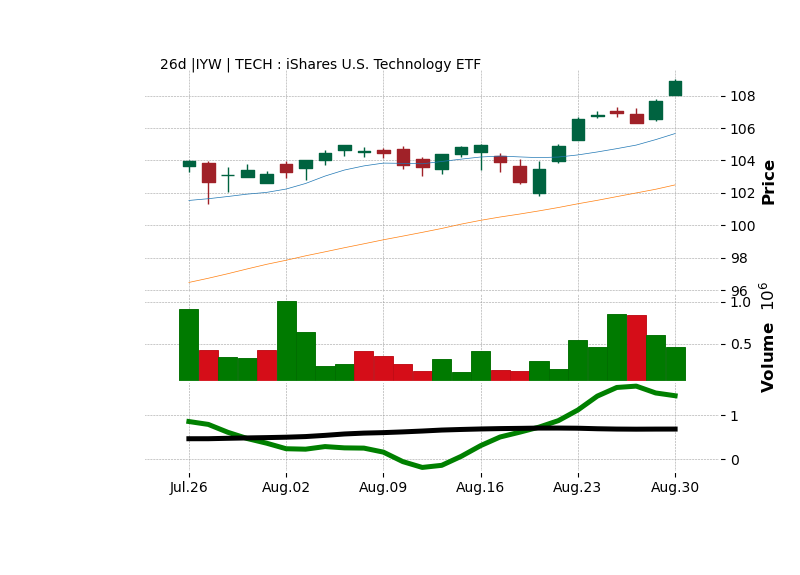 26d |IYW | TECH : iShares U.S. Technology ETF
108
106
104
102
100
98
96
Price
1.0
0.5
Volume 10^6
1
0
Jul.26 Aug.02 Aug.09 Aug.16 Aug.23 Aug.30